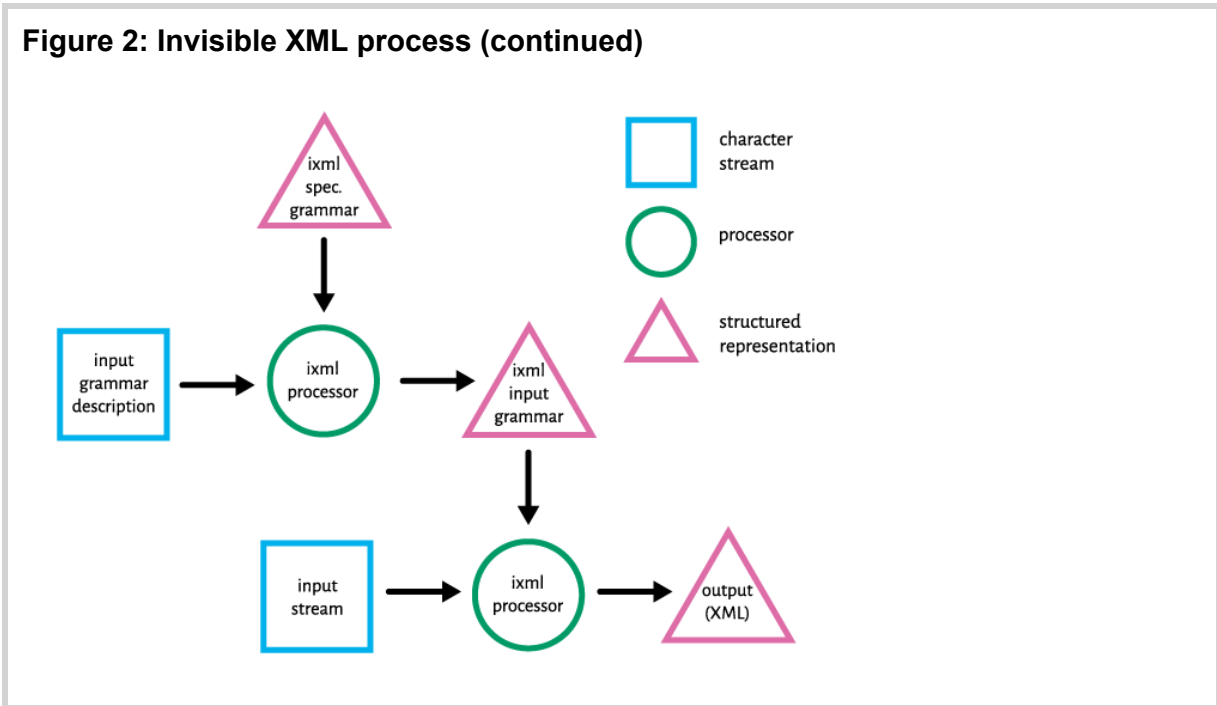 Figure 2: Invisible XML process (continued)
ixml
spec.
grammar
character
stream
processor
structured
representation
input
grammar
description
ixml
processor
ixml
input
grammar
input
stream
ixml
processor
output
(XML)